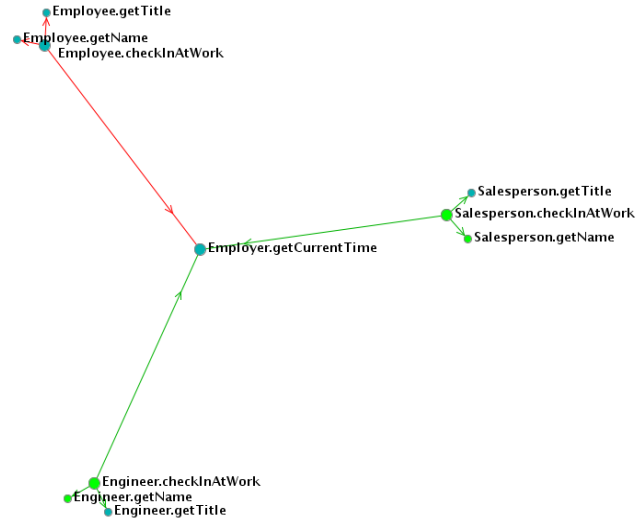 Employee.getTitle
Employee.getName
Employee.checkInAtWork
Salesperson.getTitle
Salesperson.checkInAtWork
Salesperson.getName
Employer.getCurrentTime
Engineer.checkInAtWork
Engineer.getName
Engineer.getTitle